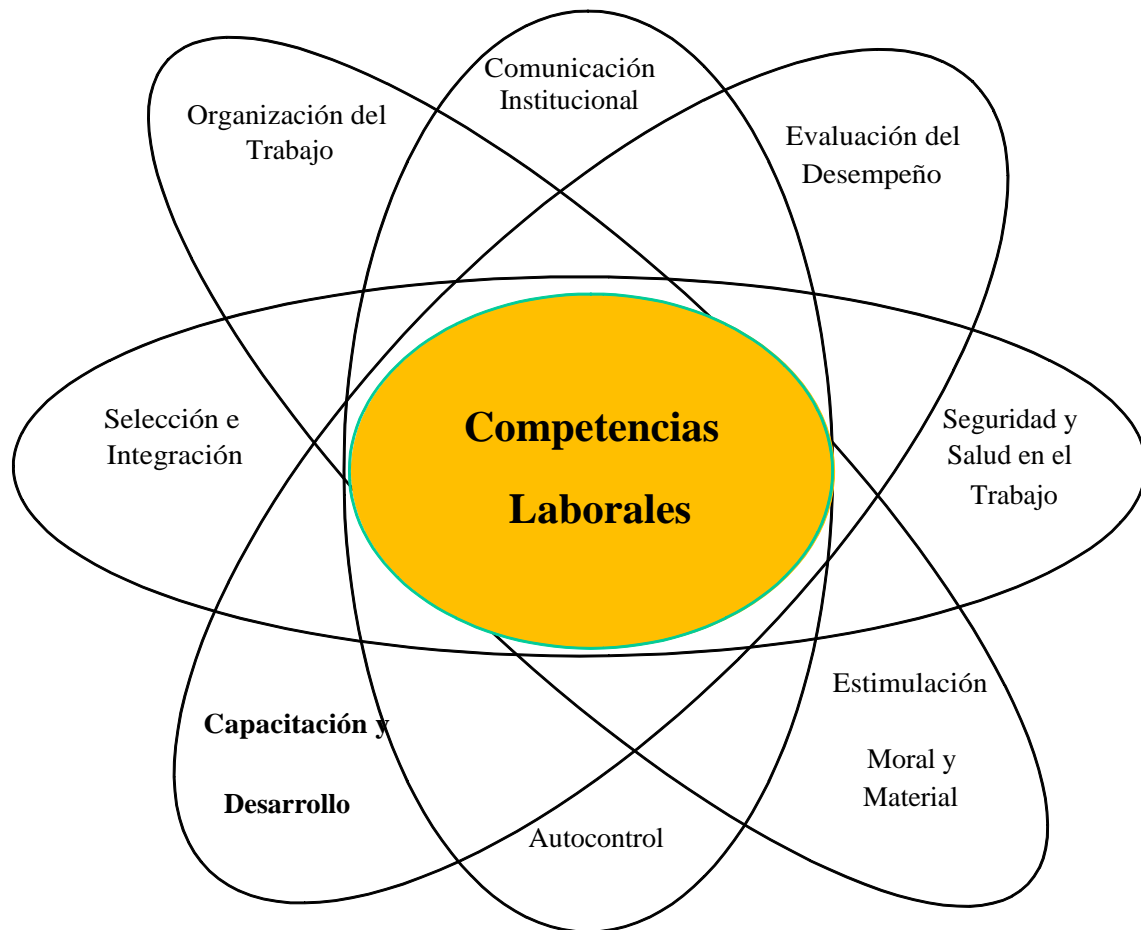 Comunicación
Institucional
Organización del
Trabajo
Evaluación del
Desempeño
Selección e
Integración
Competencias
Laborales
Seguridad y
Salud en el
Trabajo
Capacitación y
Desarrollo
Estimulación
Moral y
Material
Autocontrol